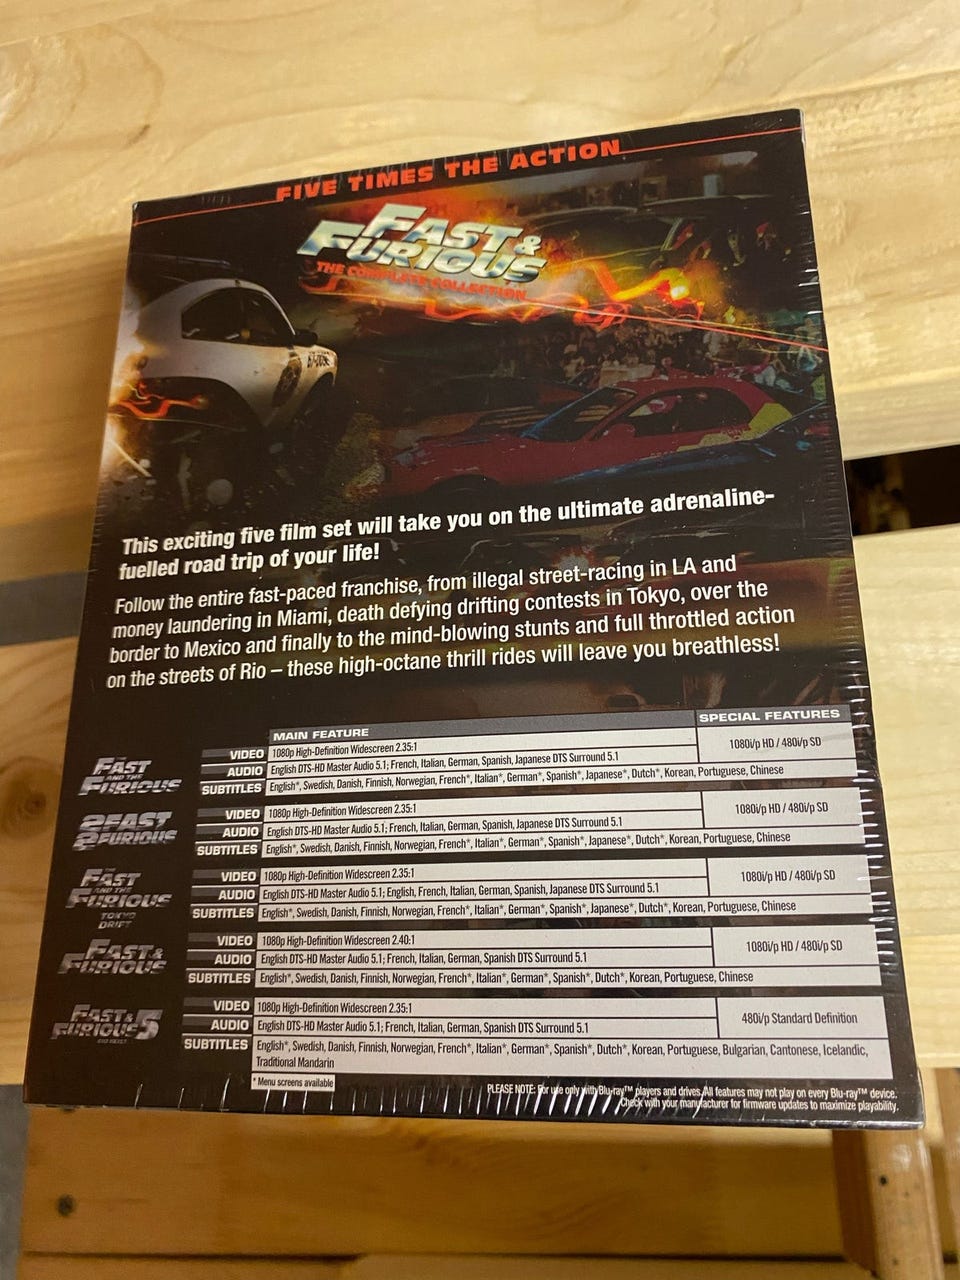 FIVE TIMES THE ACTION
FAST &
FURIOUS
THE COMPLETE COLLECTION
This exciting five film set will take you on the ultimate adrenaline-
fuelled road trip of your life!
Follow the entire fast-paced franchise, from illegal street-racing in LA and
money laundering in Miami, death defying drifting contests in Tokyo, over the
border to Mexico and finally to the mind-blowing stunts and full throttled action
on the streets of Rio – these high-octane thrill rides will leave you breathless!
MAIN FEATURE SPECIAL FEATURES
FAST
AND THE
FURIOUS
VIDEO 1080p High-Definition Widescreen 2.35:1 1080i/p HD / 480i/p SD
AUDIO English DTS-HD Master Audio 5.1; French, Italian, German, Spanish, Japanese DTS Surround 5.1
SUBTITLES English*, Swedish, Danish, Finnish, Norwegian, French*, Italian*, German*, Spanish*, Japanese*, Dutch*, Korean, Portuguese, Chinese
2FAST
2FURIOUS
VIDEO 1080p High-Definition Widescreen 2.35:1 1080i/p HD / 480i/p SD
AUDIO English DTS-HD Master Audio 5.1; French, Italian, German, Spanish, Japanese DTS Surround 5.1
SUBTITLES English*, Swedish, Danish, Finnish, Norwegian, French*, Italian*, German*, Spanish*, Japanese*, Dutch*, Korean, Portuguese, Chinese
FAST
AND THE
FURIOUS
TOKYO
DRIFT
VIDEO 1080p High-Definition Widescreen 2.35:1 1080i/p HD / 480i/p SD
AUDIO English DTS-HD Master Audio 5.1; English, French, Italian, German, Spanish, Japanese DTS Surround 5.1
SUBTITLES English*, Swedish, Danish, Finnish, Norwegian, French*, Italian*, German*, Spanish*, Japanese*, Dutch*, Korean, Portuguese, Chinese
FAST &
FURIOUS
VIDEO 1080p High-Definition Widescreen 2.40:1 1080i/p HD / 480i/p SD
AUDIO English DTS-HD Master Audio 5.1; French, Italian, German, Spanish DTS Surround 5.1
SUBTITLES English*, Swedish, Danish, Finnish, Norwegian, French*, Italian*, German*, Spanish*, Dutch*, Korean, Portuguese, Chinese
FAST &
FURIOUS 5
VIDEO 1080p High-Definition Widescreen 2.35:1 480i/p Standard Definition
AUDIO English DTS-HD Master Audio 5.1; French, Italian, German, Spanish DTS Surround 5.1
SUBTITLES English*, Swedish, Danish, Finnish, Norwegian, French*, Italian*, German*, Spanish*, Dutch*, Korean, Portuguese, Bulgarian, Cantonese, Icelandic,
Traditional Mandarin
* Menu screens available
PLEASE NOTE: For use only with Blu-ray™ players and drives. All features may not play on every Blu-ray™ device.
Check with your manufacturer for firmware updates to maximize playability.